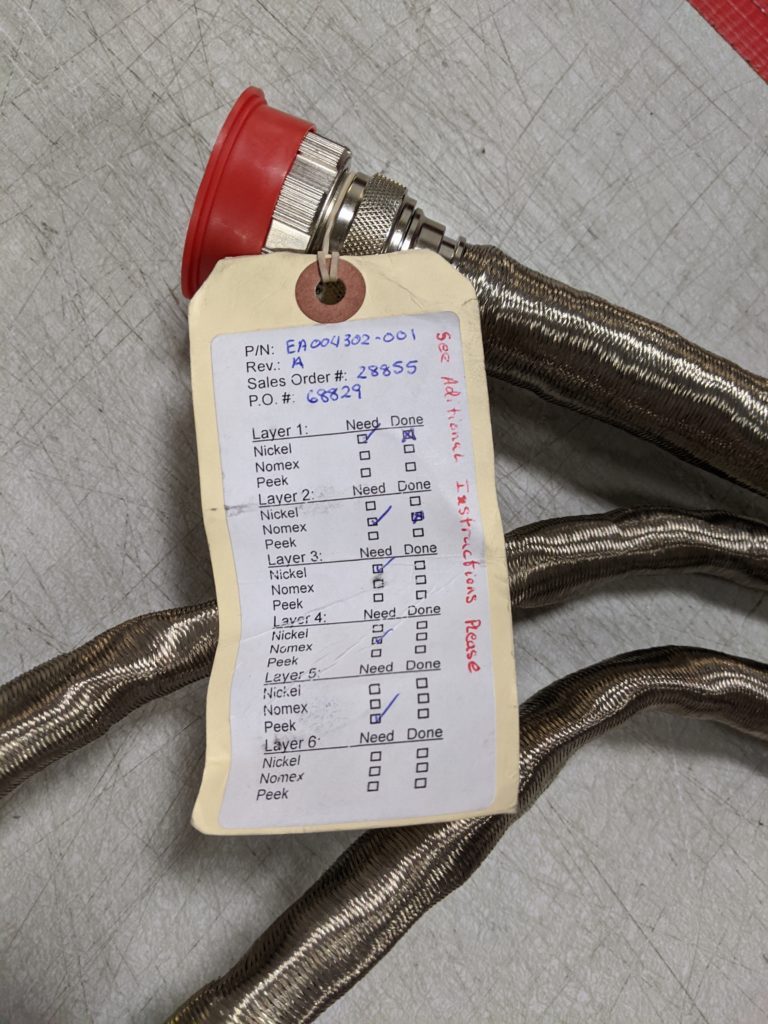 P/N: EA004302-001
Rev.: A
Sales Order #: 28855
P.O. #: 68829
Layer 1: Need Done
Nickel
Nomex
Peek
Layer 2: Need Done
Nickel
Nomex
Peek
Layer 3: Need Done
Nickel
Nomex
Peek
Layer 4: Need Done
Nickel
Nomex
Peek
Layer 5: Need Done
Nickel
Nomex
Peek
Layer 6: Need Done
Nickel
Nomex
Peek
See Aditional Instructions Please